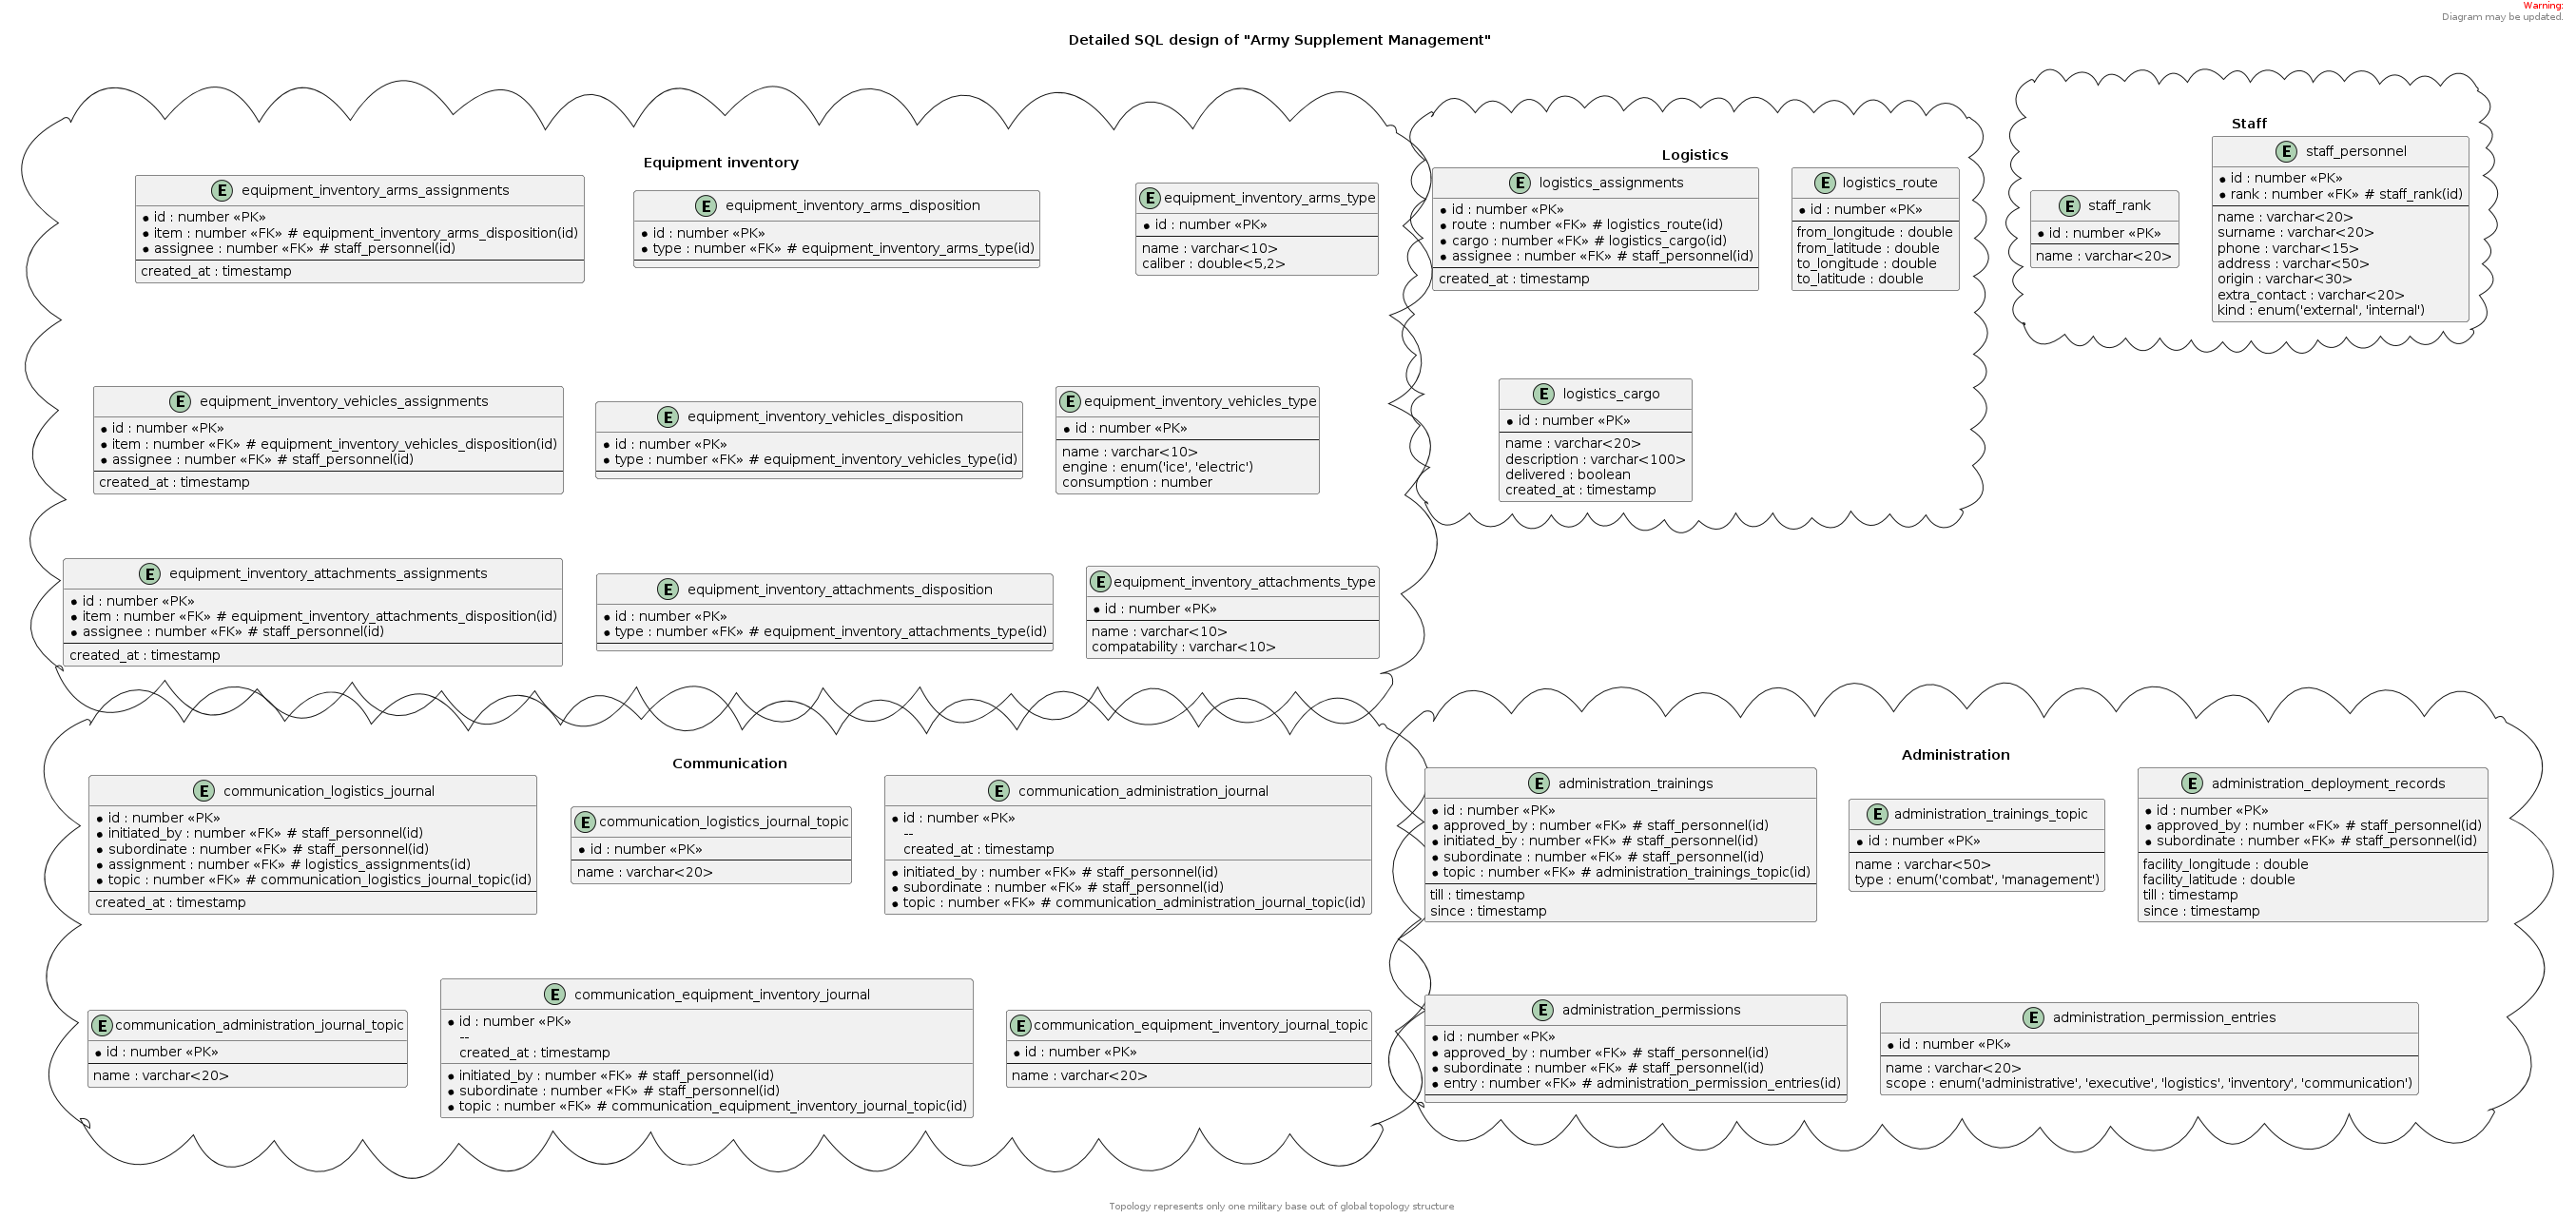 Warning:
Diagram may be updated.
Detailed SQL design of "Army Supplement Management"
Equipment inventory
E equipment_inventory_arms_assignments
id : number «PK»
item : number «FK» # equipment_inventory_arms_disposition(id)
assignee : number «FK» # staff_personnel(id)
created_at : timestamp
E equipment_inventory_arms_disposition
id : number «PK»
type : number «FK» # equipment_inventory_arms_type(id)
E equipment_inventory_arms_type
id : number «PK»
name : varchar<10>
caliber : double<5,2>
E equipment_inventory_vehicles_assignments
id : number «PK»
item : number «FK» # equipment_inventory_vehicles_disposition(id)
assignee : number «FK» # staff_personnel(id)
created_at : timestamp
E equipment_inventory_vehicles_disposition
id : number «PK»
type : number «FK» # equipment_inventory_vehicles_type(id)
E equipment_inventory_vehicles_type
id : number «PK»
name : varchar<10>
engine : enum('ice', 'electric')
consumption : number
E equipment_inventory_attachments_assignments
id : number «PK»
item : number «FK» # equipment_inventory_attachments_disposition(id)
assignee : number «FK» # staff_personnel(id)
created_at : timestamp
E equipment_inventory_attachments_disposition
id : number «PK»
type : number «FK» # equipment_inventory_attachments_type(id)
E equipment_inventory_attachments_type
id : number «PK»
name : varchar<10>
compatability : varchar<10>
Logistics
E logistics_assignments
id : number «PK»
route : number «FK» # logistics_route(id)
cargo : number «FK» # logistics_cargo(id)
assignee : number «FK» # staff_personnel(id)
created_at : timestamp
E logistics_route
id : number «PK»
from_longitude : double
from_latitude : double
to_longitude : double
to_latitude : double
E logistics_cargo
id : number «PK»
name : varchar<20>
description : varchar<100>
delivered : boolean
created_at : timestamp
Staff
E staff_rank
id : number «PK»
name : varchar<20>
E staff_personnel
id : number «PK»
rank : number «FK» # staff_rank(id)
name : varchar<20>
surname : varchar<20>
phone : varchar<15>
address : varchar<50>
origin : varchar<30>
extra_contact : varchar<20>
kind : enum('external', 'internal')
Communication
E communication_logistics_journal
id : number «PK»
initiated_by : number «FK» # staff_personnel(id)
subordinate : number «FK» # staff_personnel(id)
assignment : number «FK» # logistics_assignments(id)
topic : number «FK» # communication_logistics_journal_topic(id)
created_at : timestamp
E communication_logistics_journal_topic
id : number «PK»
name : varchar<20>
E communication_administration_journal
id : number «PK»
--
created_at : timestamp
initiated_by : number «FK» # staff_personnel(id)
subordinate : number «FK» # staff_personnel(id)
topic : number «FK» # communication_administration_journal_topic(id)
E communication_administration_journal_topic
id : number «PK»
name : varchar<20>
E communication_equipment_inventory_journal
id : number «PK»
--
created_at : timestamp
initiated_by : number «FK» # staff_personnel(id)
subordinate : number «FK» # staff_personnel(id)
topic : number «FK» # communication_equipment_inventory_journal_topic(id)
E communication_equipment_inventory_journal_topic
id : number «PK»
name : varchar<20>
Administration
E administration_trainings
id : number «PK»
approved_by : number «FK» # staff_personnel(id)
initiated_by : number «FK» # staff_personnel(id)
subordinate : number «FK» # staff_personnel(id)
topic : number «FK» # administration_trainings_topic(id)
till : timestamp
since : timestamp
E administration_trainings_topic
id : number «PK»
name : varchar<50>
type : enum('combat', 'management')
E administration_deployment_records
id : number «PK»
approved_by : number «FK» # staff_personnel(id)
subordinate : number «FK» # staff_personnel(id)
facility_longitude : double
facility_latitude : double
till : timestamp
since : timestamp
E administration_permissions
id : number «PK»
approved_by : number «FK» # staff_personnel(id)
subordinate : number «FK» # staff_personnel(id)
entry : number «FK» # administration_permission_entries(id)
E administration_permission_entries
id : number «PK»
name : varchar<20>
scope : enum('administrative', 'executive', 'logistics', 'inventory', 'communication')
Topology represents only one military base out of global topology structure